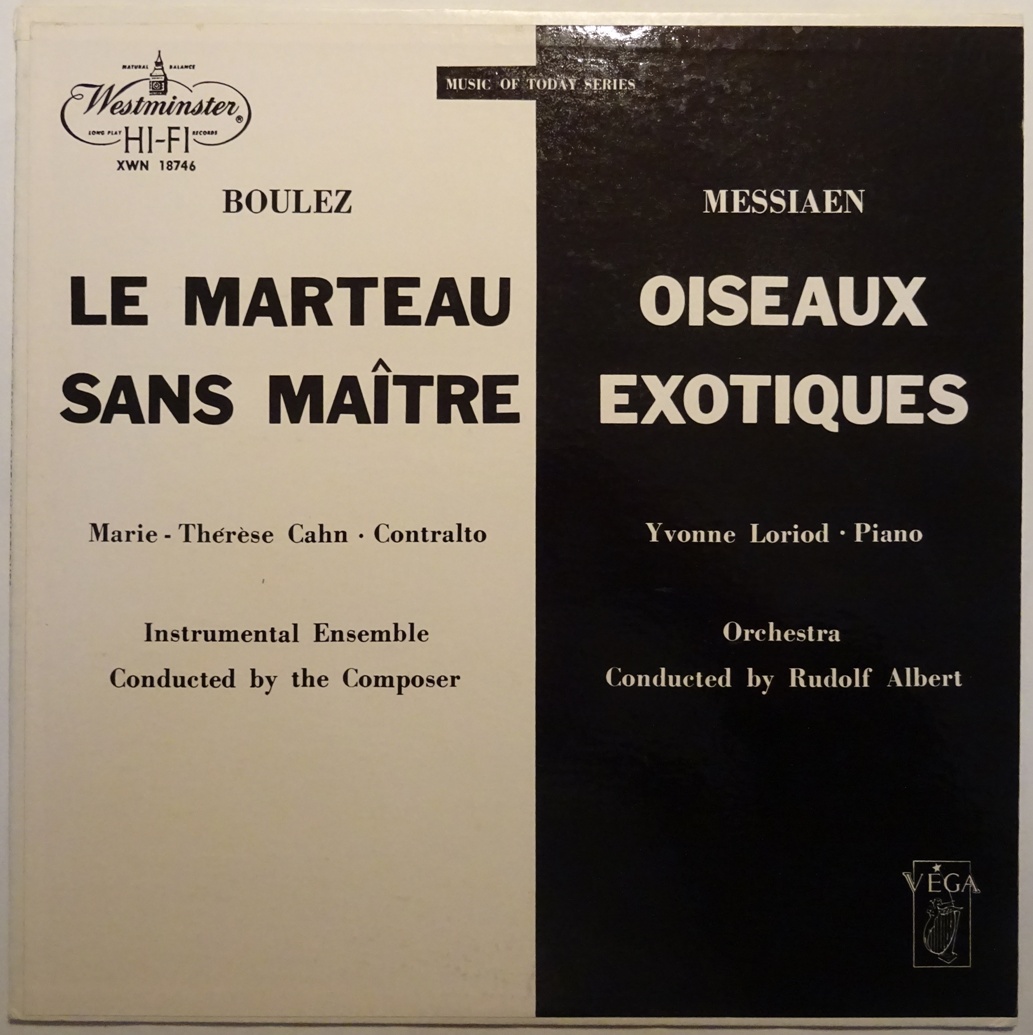 NATURAL BALANCE
Westminster®
LONG PLAY HI-FI RECORDS
XWN 18746
MUSIC OF TODAY SERIES
BOULEZ
LE MARTEAU
SANS MAÎTRE
Marie - Thérèse Cahn · Contralto
Instrumental Ensemble
Conducted by the Composer
MESSIAEN
OISEAUX
EXOTIQUES
Yvonne Loriod · Piano
Orchestra
Conducted by Rudolf Albert
VÉGA